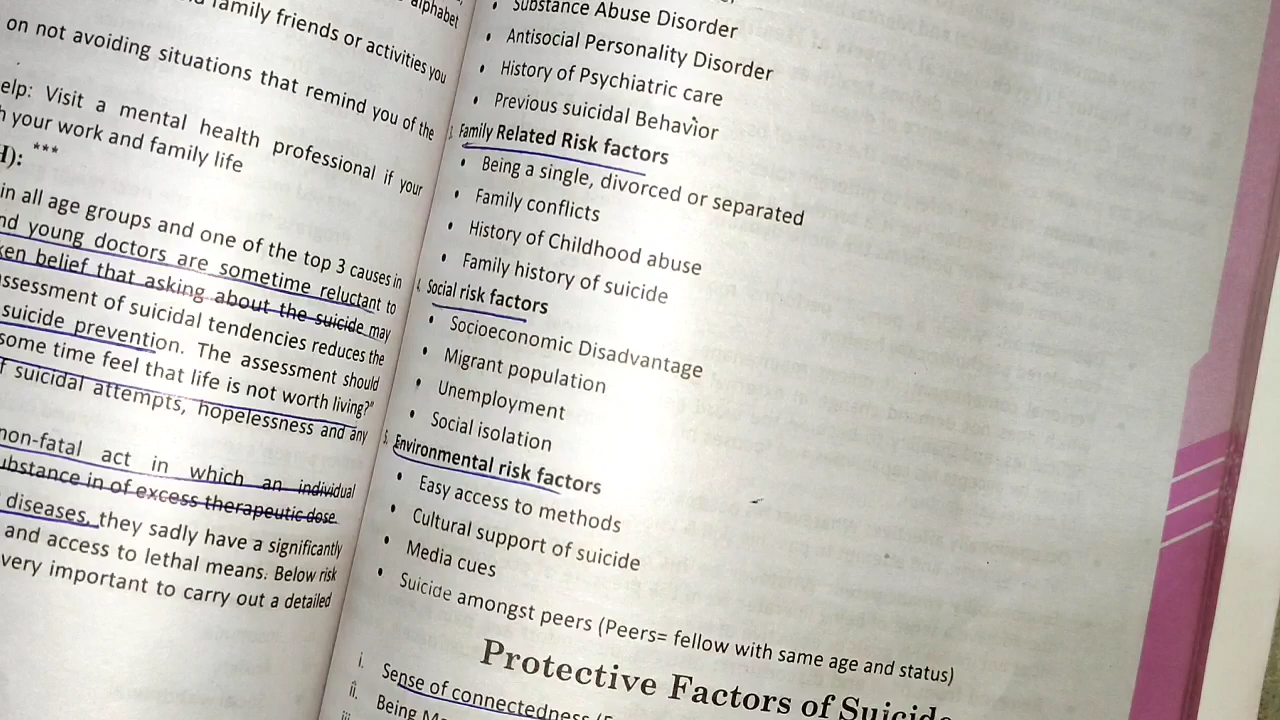 alphabet
family friends or activities you
on not avoiding situations that remind you of the
elp: Visit a mental health professional if your
h your work and family life
H): ***
in all age groups and one of the top 3 causes in
nd young doctors are sometime reluctant to
ken belief that asking about the suicide may
assessment of suicidal tendencies reduces the
suicide prevention. The assessment should
some time feel that life is not worth living?"
f suicidal attempts, hopelessness and any
non-fatal act in which an individual
ubstance in of excess therapeutic dose.
diseases, they sadly have a significantly
and access to lethal means. Below risk
very important to carry out a detailed
• Substance Abuse Disorder
• Antisocial Personality Disorder
• History of Psychiatric care
• Previous suicidal Behavior
3. Family Related Risk factors
• Being a single, divorced or separated
• Family conflicts
• History of Childhood abuse
• Family history of suicide
4. Social risk factors
• Socioeconomic Disadvantage
• Migrant population
• Unemployment
• Social isolation
5. Environmental risk factors
• Easy access to methods
• Cultural support of suicide
• Media cues
• Suicide amongst peers (Peers= fellow with same age and status)
Protective Factors of Suicide
i. Sense of connectedness
ii. Being
iii.